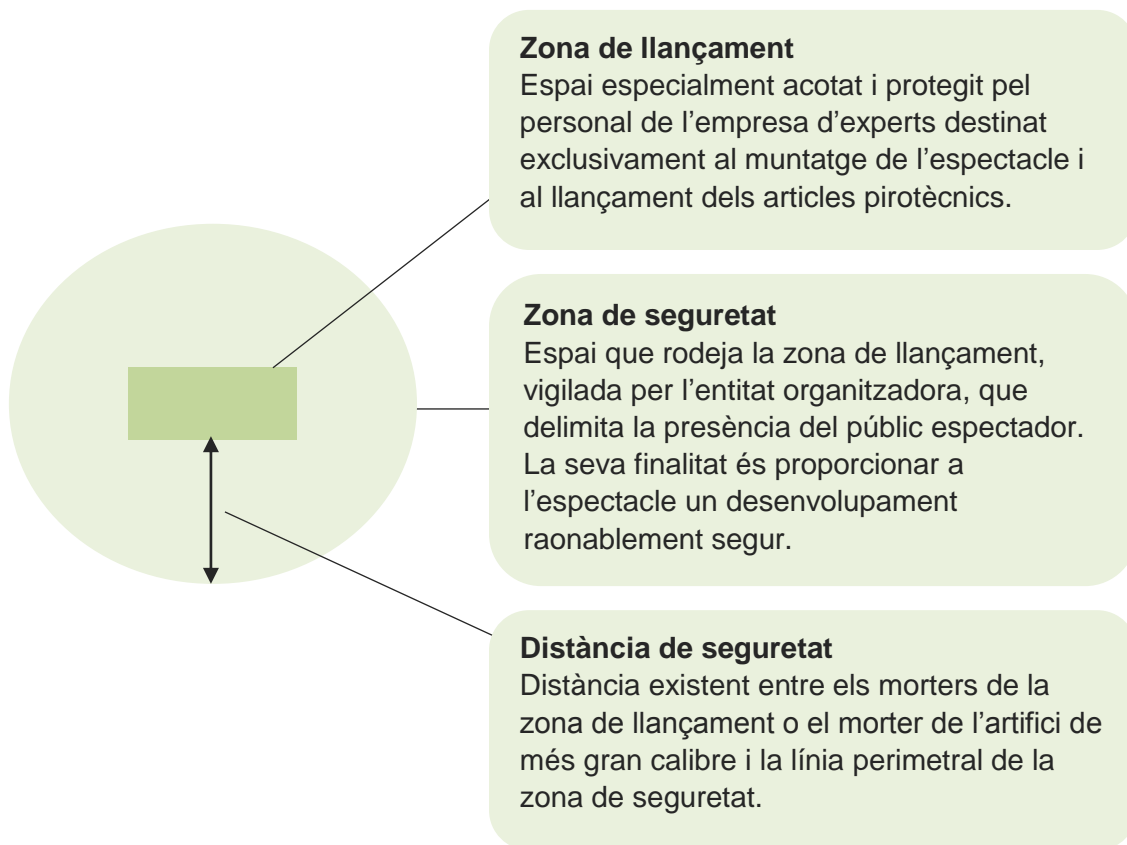 Zona de llançament
Espai especialment acotat i protegit pel
personal de l’empresa d’experts destinat
exclusivament al muntatge de l’espectacle i
al llançament dels articles pirotècnics.
Zona de seguretat
Espai que rodeja la zona de llançament,
vigilada per l’entitat organitzadora, que
delimita la presència del públic espectador.
La seva finalitat és proporcionar a
l’espectacle un desenvolupament
raonablement segur.
Distància de seguretat
Distància existent entre els morters de la
zona de llançament o el morter de l’artifici de
més gran calibre i la línia perimetral de la
zona de seguretat.